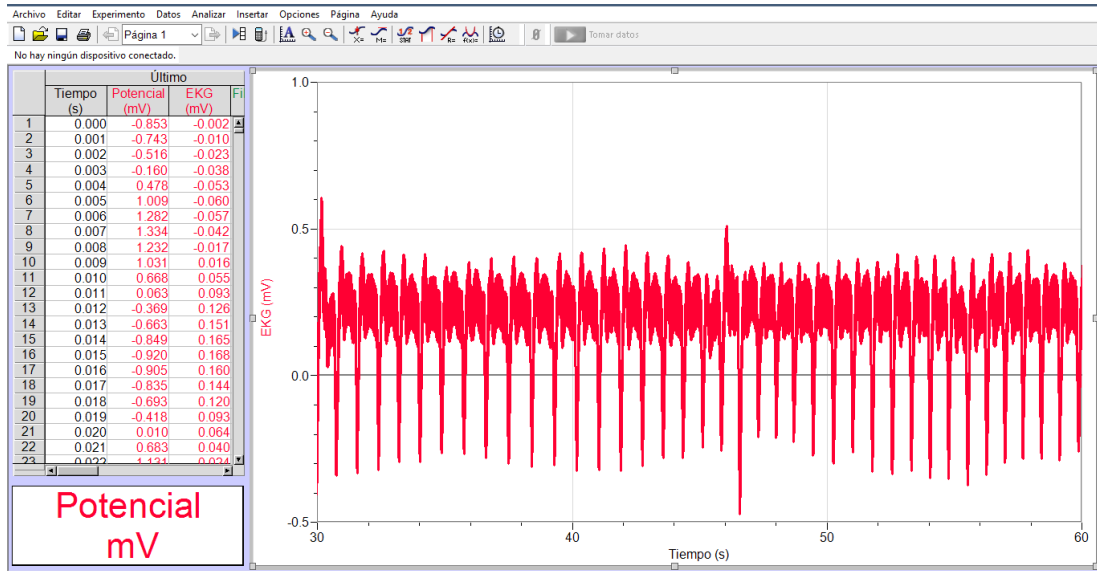 Archivo Editar Experimento Datos Analizar Insertar Opciones Página Ayuda
Página 1
Tomar datos
No hay ningún dispositivo conectado.
Último
Tiempo (s) Potencial (mV) EKG (mV) Fi
1 0.000 -0.853 -0.002
2 0.001 -0.743 -0.010
3 0.002 -0.516 -0.023
4 0.003 -0.160 -0.038
5 0.004 0.478 -0.053
6 0.005 1.009 -0.060
7 0.006 1.282 -0.057
8 0.007 1.334 -0.042
9 0.008 1.232 -0.017
10 0.009 1.031 0.016
11 0.010 0.668 0.055
12 0.011 0.063 0.093
13 0.012 -0.369 0.126
14 0.013 -0.663 0.151
15 0.014 -0.849 0.165
16 0.015 -0.920 0.168
17 0.016 -0.905 0.160
18 0.017 -0.835 0.144
19 0.018 -0.693 0.120
20 0.019 -0.418 0.093
21 0.020 0.010 0.064
22 0.021 0.683 0.040
23 0.022 1.131 0.024
Potencial
mV
1.0
0.5
0.0
-0.5
EKG (mV)
30 40 50 60
Tiempo (s)